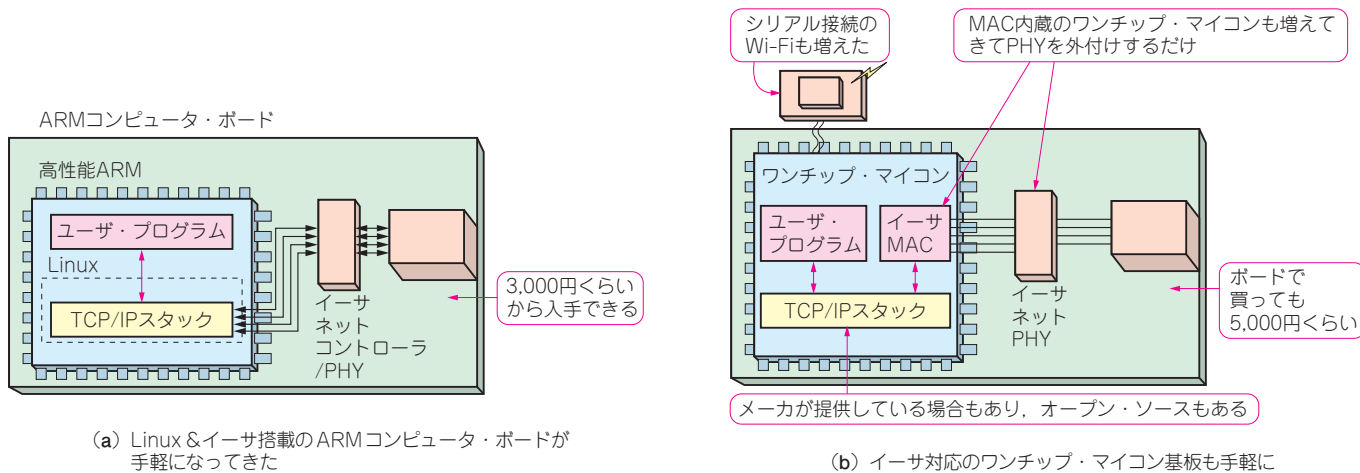 ARMコンピュータ・ボード
高性能ARM
ユーザ・プログラム
Linux
TCP/IPスタック
イーサ
ネット
コントローラ
/PHY
3,000円くらい
から入手できる
(a) Linux &イーサ搭載のARMコンピュータ・ボードが
手軽になってきた
シリアル接続の
Wi-Fiも増えた
MAC内蔵のワンチップ・マイコンも増えて
きてPHYを外付けするだけ
ワンチップ・マイコン
ユーザ・
プログラム
イーサ
MAC
TCP/IPスタック
イーサ
ネット
PHY
ボードで
買っても
5,000円くらい
メーカが提供している場合もあり，オープン・ソースもある
(b) イーサ対応のワンチップ・マイコン基板も手軽に